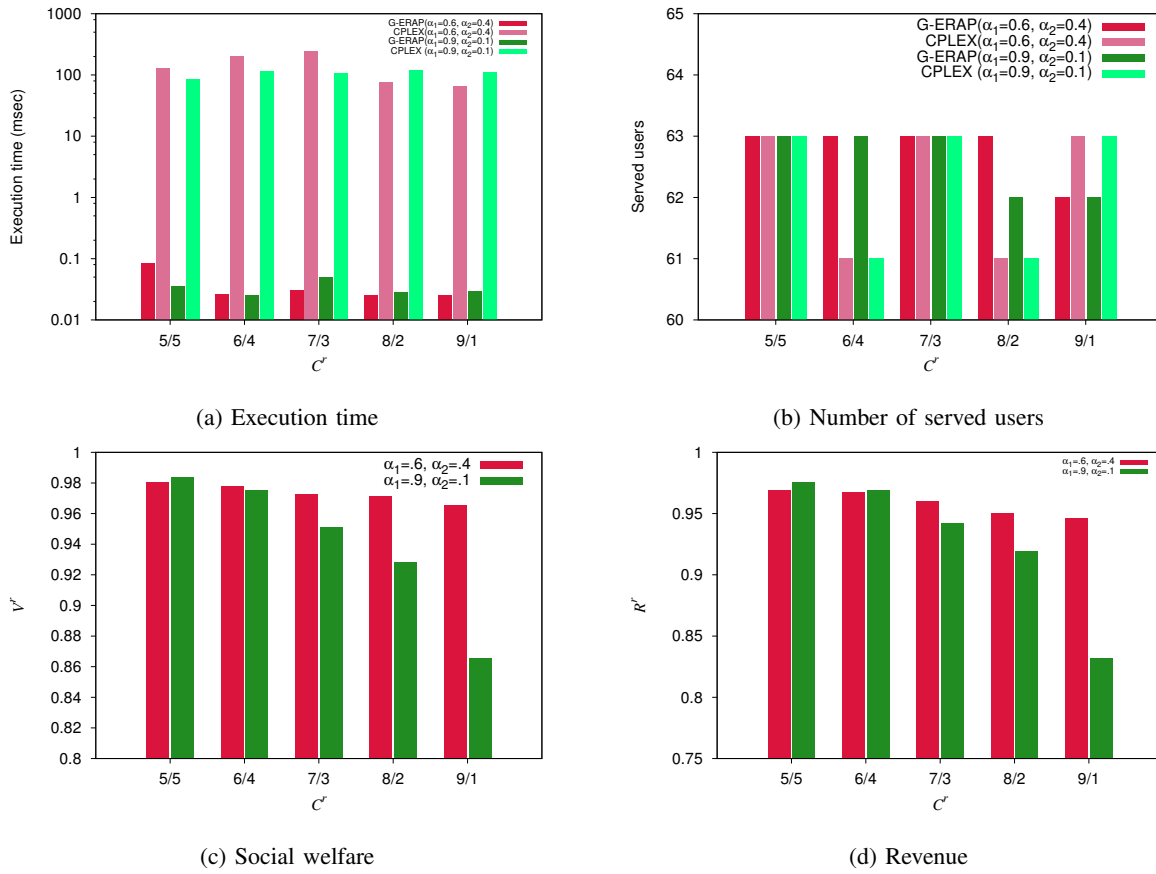 G-ERAP(α1=0.6, α2=0.4)
CPLEX(α1=0.6, α2=0.4)
G-ERAP(α1=0.9, α2=0.1)
CPLEX (α1=0.9, α2=0.1)
Execution time (msec)
1000
100
10
1
0.1
0.01
5/5 6/4 7/3 8/2 9/1
C^r
(a) Execution time
G-ERAP(α1=0.6, α2=0.4)
CPLEX(α1=0.6, α2=0.4)
G-ERAP(α1=0.9, α2=0.1)
CPLEX (α1=0.9, α2=0.1)
Served users
65
64
63
62
61
60
5/5 6/4 7/3 8/2 9/1
C^r
(b) Number of served users
α1=.6, α2=.4
α1=.9, α2=.1
V^r
1
0.98
0.96
0.94
0.92
0.9
0.88
0.86
0.84
0.82
0.8
5/5 6/4 7/3 8/2 9/1
C^r
(c) Social welfare
α1=.6, α2=.4
α1=.9, α2=.1
R^r
1
0.95
0.9
0.85
0.8
0.75
5/5 6/4 7/3 8/2 9/1
C^r
(d) Revenue